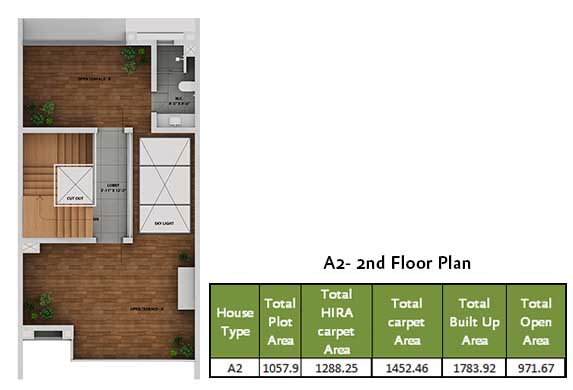 OPEN TERRACE - B
W.C.
LOBBY
CUT OUT
DN
SKY LIGHT
OPEN TERRACE - A
A2- 2nd Floor Plan
House Type | Total Plot Area | Total HIRA carpet Area | Total carpet Area | Total Built Up Area | Total Open Area
A2 | 1057.9 | 1288.25 | 1452.46 | 1783.92 | 971.67